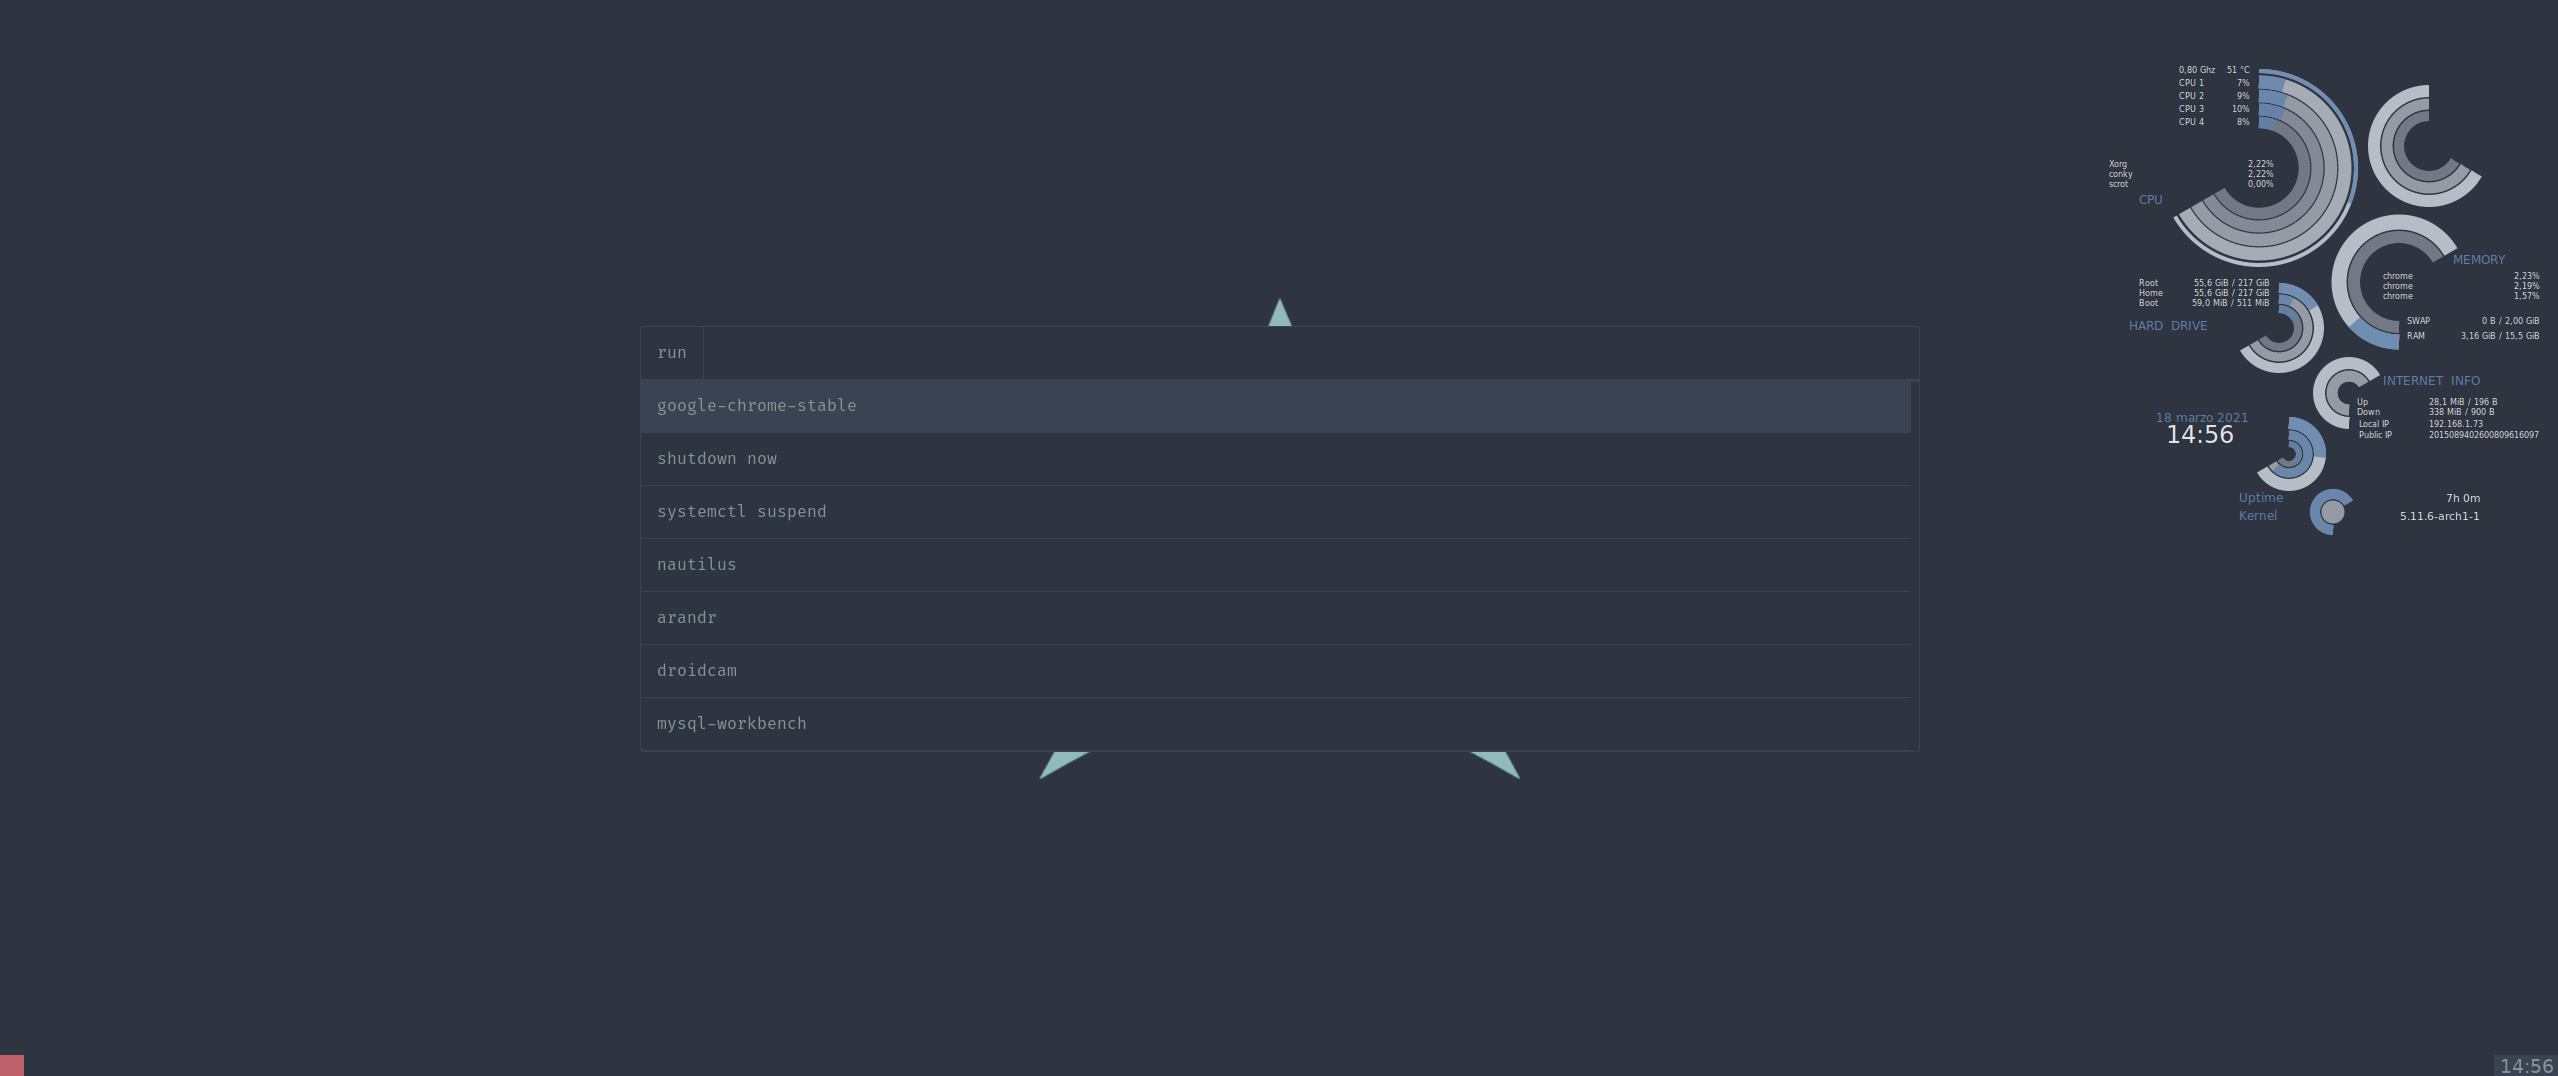 0,80 Ghz 51 °C
CPU 1 7%
CPU 2 9%
CPU 3 10%
CPU 4 8%
Xorg 2,22%
conky 2,22%
scrot 0,00%
CPU
MEMORY
chrome 2,23%
chrome 2,19%
chrome 1,57%
SWAP 0 B / 2,00 GiB
RAM 3,16 GiB / 15,5 GiB
Root 55,6 GiB / 217 GiB
Home 55,6 GiB / 217 GiB
Boot 59,0 MiB / 511 MiB
HARD DRIVE
INTERNET INFO
Up 28,1 MiB / 196 B
Down 338 MiB / 900 B
Local IP 192.168.1.73
Public IP 2015089402600809616097
18 marzo 2021
14:56
Uptime 7h 0m
Kernel 5.11.6-arch1-1
run
google-chrome-stable
shutdown now
systemctl suspend
nautilus
arandr
droidcam
mysql-workbench
14:56